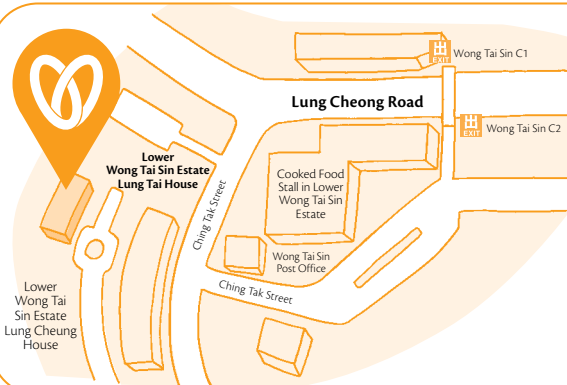 出
EXIT
Wong Tai Sin C1
Lung Cheong Road
出
EXIT
Wong Tai Sin C2
Lower
Wong Tai Sin Estate
Lung Tai House
Cooked Food
Stall in Lower
Wong Tai Sin
Estate
Ching Tak Street
Wong Tai Sin
Post Office
Ching Tak Street
Lower
Wong Tai
Sin Estate
Lung Cheung
House